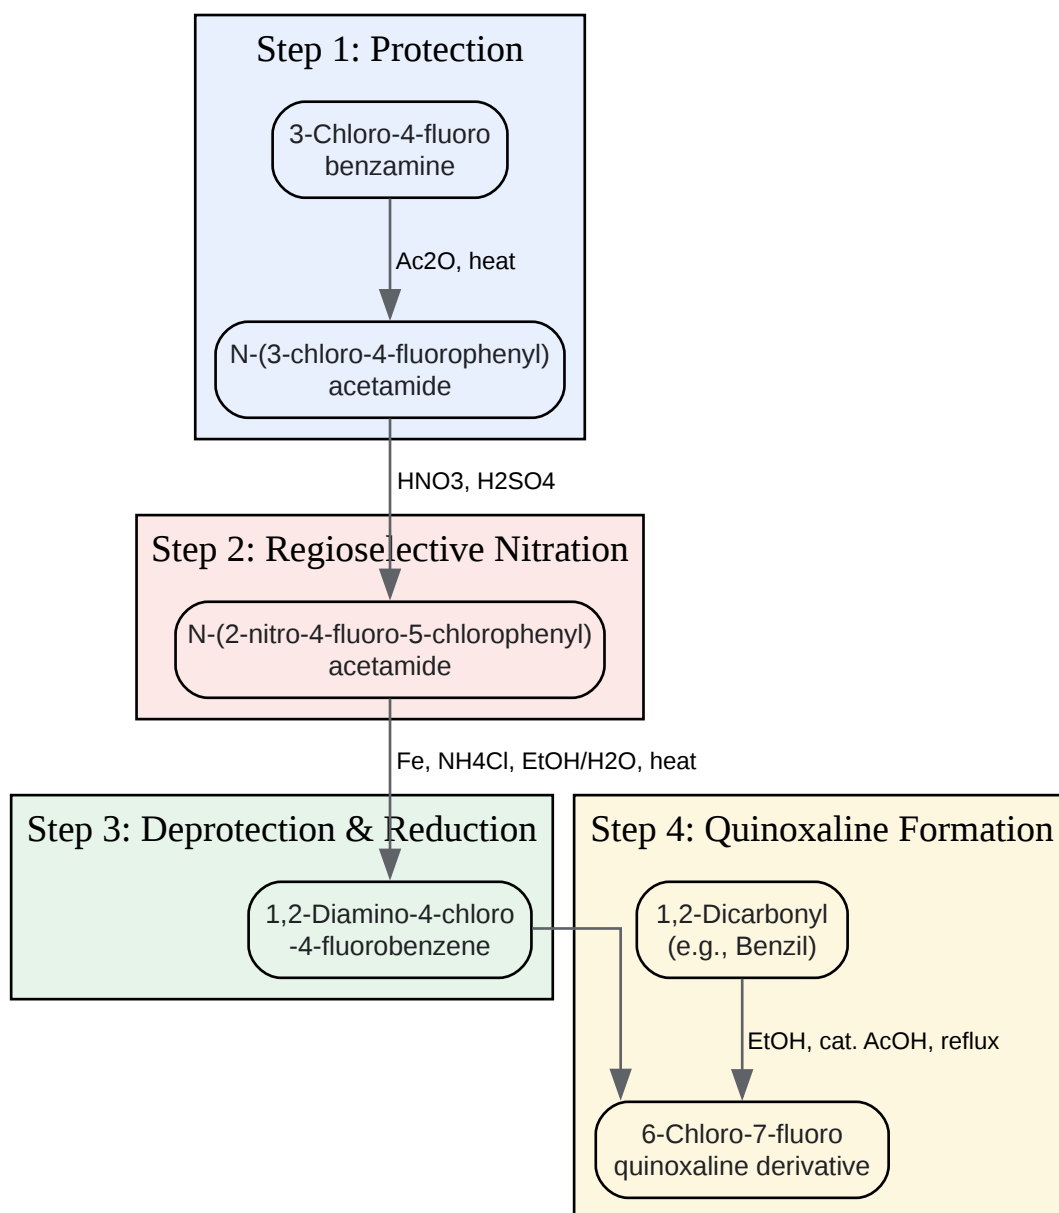 Step 1: Protection
3-Chloro-4-fluoro
benzamine
Ac2O, heat
N-(3-chloro-4-fluorophenyl)
acetamide
HNO3, H2SO4
Step 2: Regioselective Nitration
N-(2-nitro-4-fluoro-5-chlorophenyl)
acetamide
Fe, NH4Cl, EtOH/H2O, heat
Step 3: Deprotection & Reduction
1,2-Diamino-4-chloro
-4-fluorobenzene
Step 4: Quinoxaline Formation
1,2-Dicarbonyl
(e.g., Benzil)
EtOH, cat. AcOH, reflux
6-Chloro-7-fluoro
quinoxaline derivative